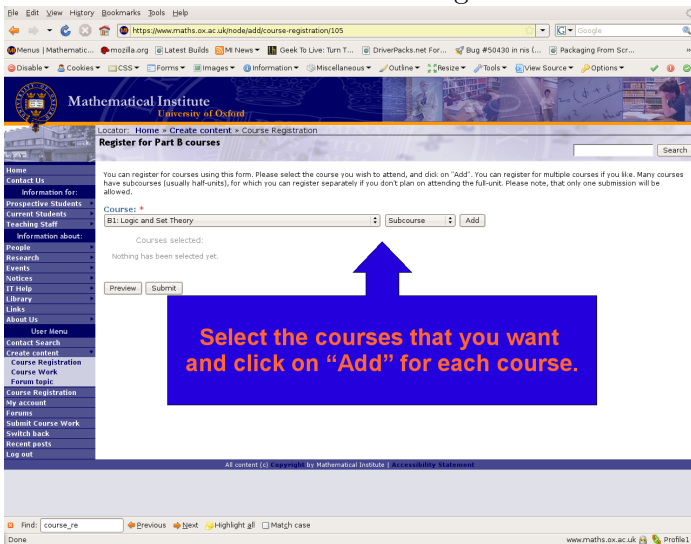 File Edit View History Bookmarks Tools Help
https://www.maths.ox.ac.uk/node/add/course-registration/105
Google
Menus | Mathematic... mozilla.org Latest Builds MI News Geek To Live: Turn T... DriverPacks.net For... Bug #50430 in nis (... Packaging From Scr... »
Disable Cookies CSS Forms Images Information Miscellaneous Outline Resize Tools View Source Options
Mathematical Institute
University of Oxford
Locator: Home » Create content » Course Registration
Register for Part B courses
Search
You can register for courses using this form. Please select the course you wish to attend, and click on "Add". You can register for multiple courses if you like. Many courses
have subcourses (usually half-units), for which you can register separately if you don't plan on attending the full-unit. Please note, that only one submission will be
allowed.
Course: *
B1: Logic and Set Theory Subcourse Add
Courses selected:
Nothing has been selected yet.
Preview Submit
Select the courses that you want
and click on “Add” for each course.
Home
Contact Us
Information for:
Prospective Students
Current Students
Teaching Staff
Information about:
People
Research
Events
Notices
IT Help
Library
Links
About Us
User Menu
Contact Search
Create content
Course Registration
Course Work
Forum topic
Course Registration
My account
Forums
Submit Course Work
Switch back
Recent posts
Log out
All content (c) Copyright by Mathematical Institute | Accessibility Statement
Find: course_re Previous Next Highlight all Match case
Done www.maths.ox.ac.uk Profile1